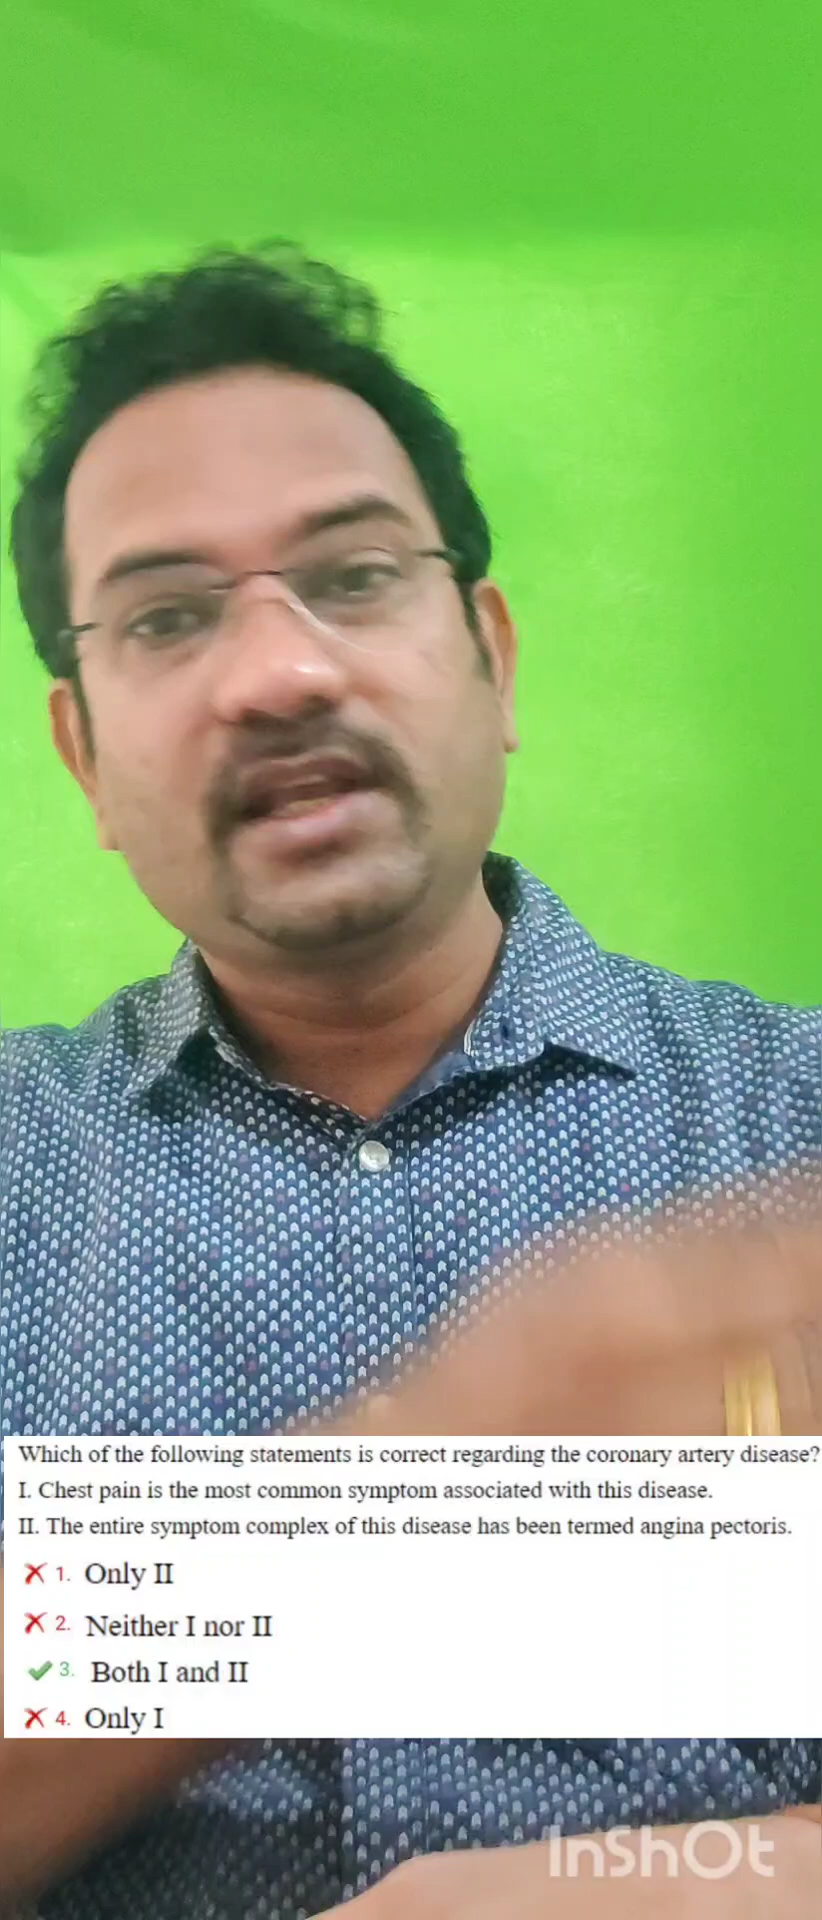 Which of the following statements is correct regarding the coronary artery disease?
I. Chest pain is the most common symptom associated with this disease.
II. The entire symptom complex of this disease has been termed angina pectoris.
1. Only II
2. Neither I nor II
3. Both I and II
4. Only I
InShOt